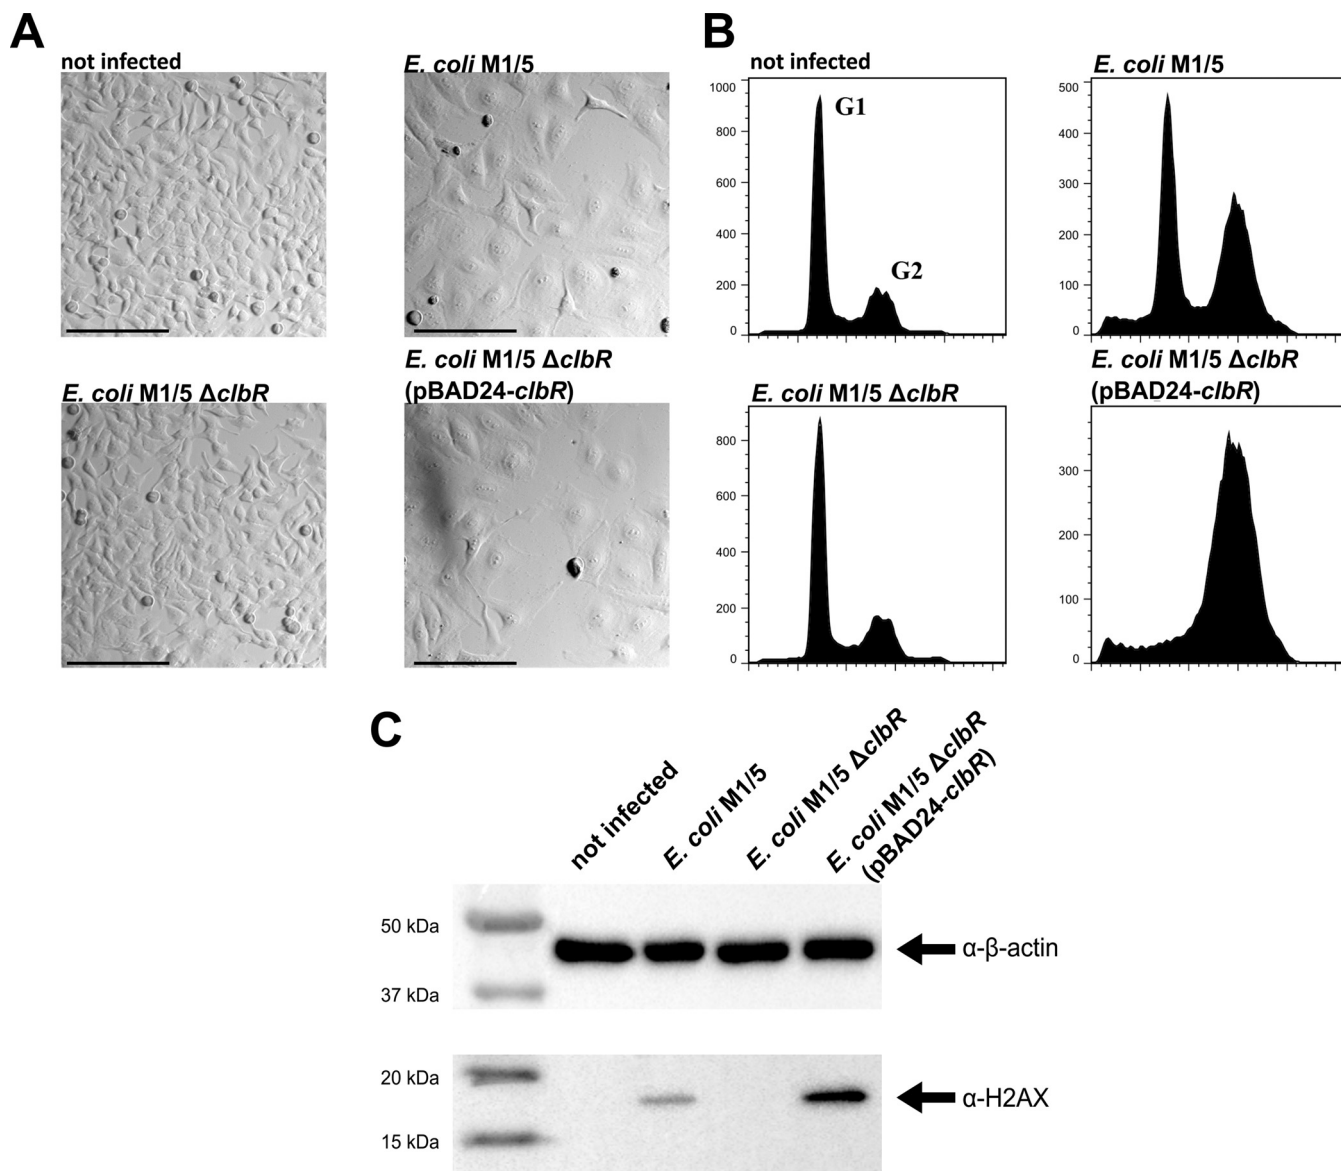 A
not infected
E. coli M1/5
E. coli M1/5 ΔclbR
E. coli M1/5 ΔclbR
(pBAD24-clbR)
B
not infected
1000
800
600
400
200
0
G1
G2
E. coli M1/5
500
400
300
200
100
0
E. coli M1/5 ΔclbR
800
600
400
200
0
E. coli M1/5 ΔclbR
(pBAD24-clbR)
300
200
100
0
C
not infected
E. coli M1/5
E. coli M1/5 ΔclbR
E. coli M1/5 ΔclbR
(pBAD24-clbR)
50 kDa
37 kDa
α-β-actin
20 kDa
15 kDa
α-H2AX